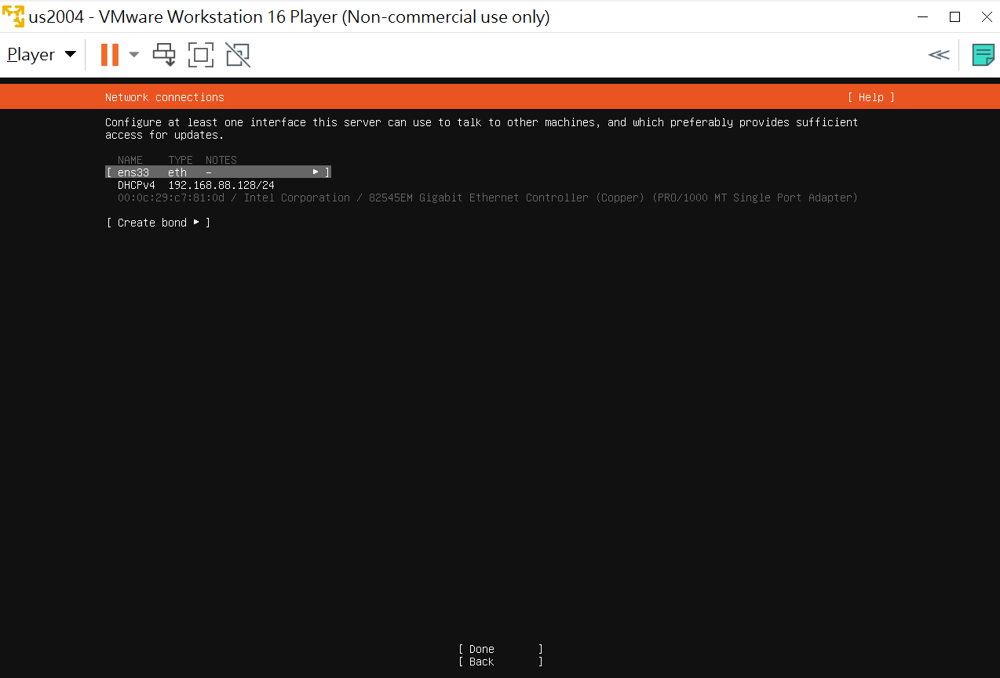 us2004 - VMware Workstation 16 Player (Non-commercial use only)
Player
Network connections [ Help ]
Configure at least one interface this server can use to talk to other machines, and which preferably provides sufficient
access for updates.
NAME TYPE NOTES
[ ens33 eth - ▸ ]
DHCPv4 192.168.88.128/24
00:0c:29:c7:81:0d / Intel Corporation / 82545EM Gigabit Ethernet Controller (Copper) (PRO/1000 MT Single Port Adapter)
[ Create bond ▸ ]
[ Done ]
[ Back ]